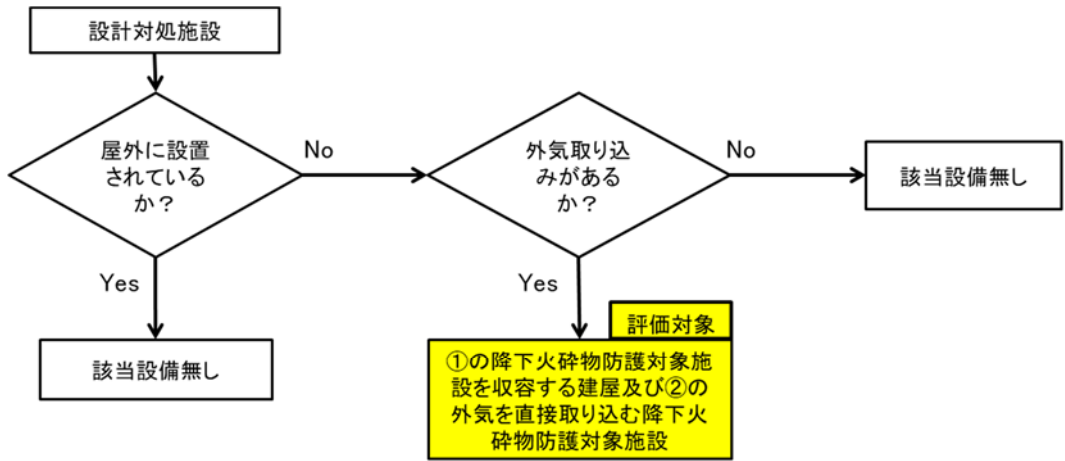 設計対処施設
屋外に設置
されている
か？
No
外気取り込
みがある
か？
No
該当設備無し
Yes
該当設備無し
Yes
評価対象
①の降下火砕物防護対象施
設を収容する建屋及び②の
外気を直接取り込む降下火
砕物防護対象施設